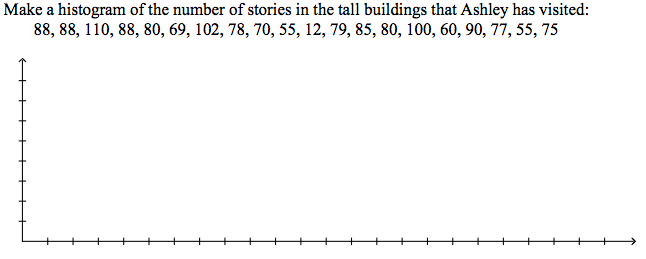 Make a histogram of the number of stories in the tall buildings that Ashley has visited:
88, 88, 110, 88, 80, 69, 102, 78, 70, 55, 12, 79, 85, 80, 100, 60, 90, 77, 55, 75